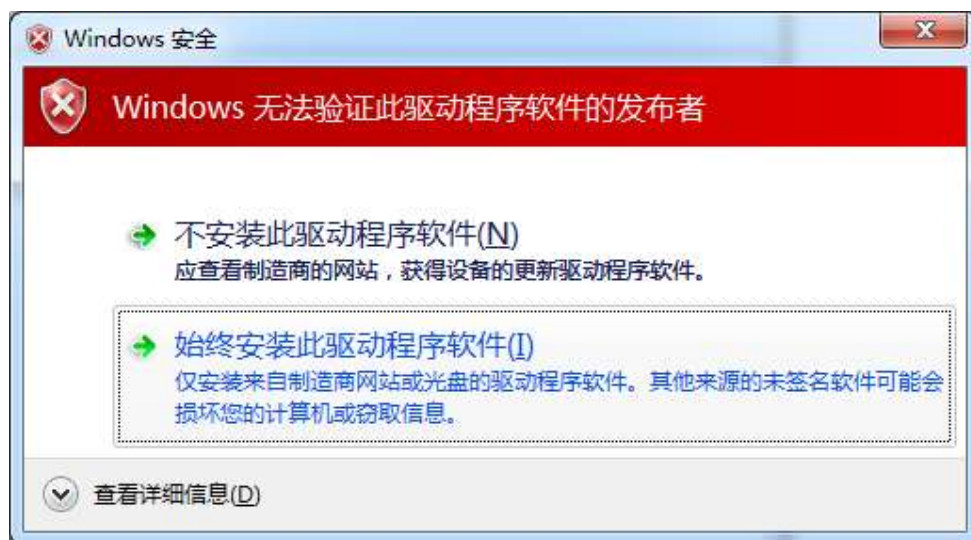 Windows 安全
Windows 无法验证此驱动程序软件的发布者
不安装此驱动程序软件(N)
应查看制造商的网站，获得设备的更新驱动程序软件。
始终安装此驱动程序软件(I)
仅安装来自制造商网站或光盘的驱动程序软件。其他来源的未签名软件可能会
损坏您的计算机或窃取信息。
查看详细信息(D)